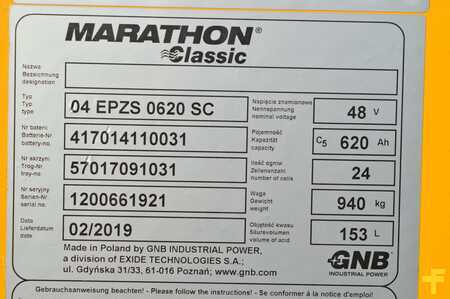 MARATHON®
Classic
Nazwa
Bezeichnung
designation
Typ
Typ
type
04 EPZS 0620 SC
Napięcie znamionowe
Nennspannung
nominal voltage
48 V
Nr baterii
Batterie-Nr
battery-no.
417014110031
Pojemność
Kapazität
capacity
C5 620 Ah
Nr skrzyni
Trog-Nr
tray-no.
57017091031
Ilość ogniw
Zellenanzahl
number of cells
24
Nr seryjny
Serien-Nr
serial no.
1200661921
Waga
Gewicht
weight
940 kg
Data
Lieferdatum
date
02/2019
Objętość kwasu
Säurevolumen
volume of acid
153 L
Made in Poland by GNB INDUSTRIAL POWER,
a division of EXIDE TECHNOLOGIES S.A.;
ul. Gdyńska 31/33, 61-016 Poznań; www.gnb.com
GNB®
INDUSTRIAL POWER
Gebrauchsanweisung beachten! - Please follow the instructions! - Se conformer à la notice